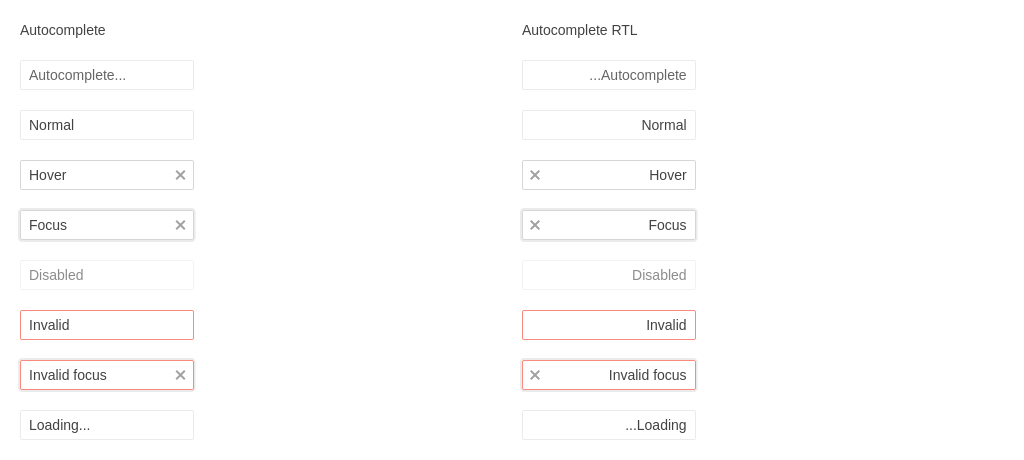 Autocomplete
Autocomplete...
Normal
Hover
Focus
Disabled
Invalid
Invalid focus
Loading...
Autocomplete RTL
...Autocomplete
Normal
Hover
Focus
Disabled
Invalid
Invalid focus
...Loading